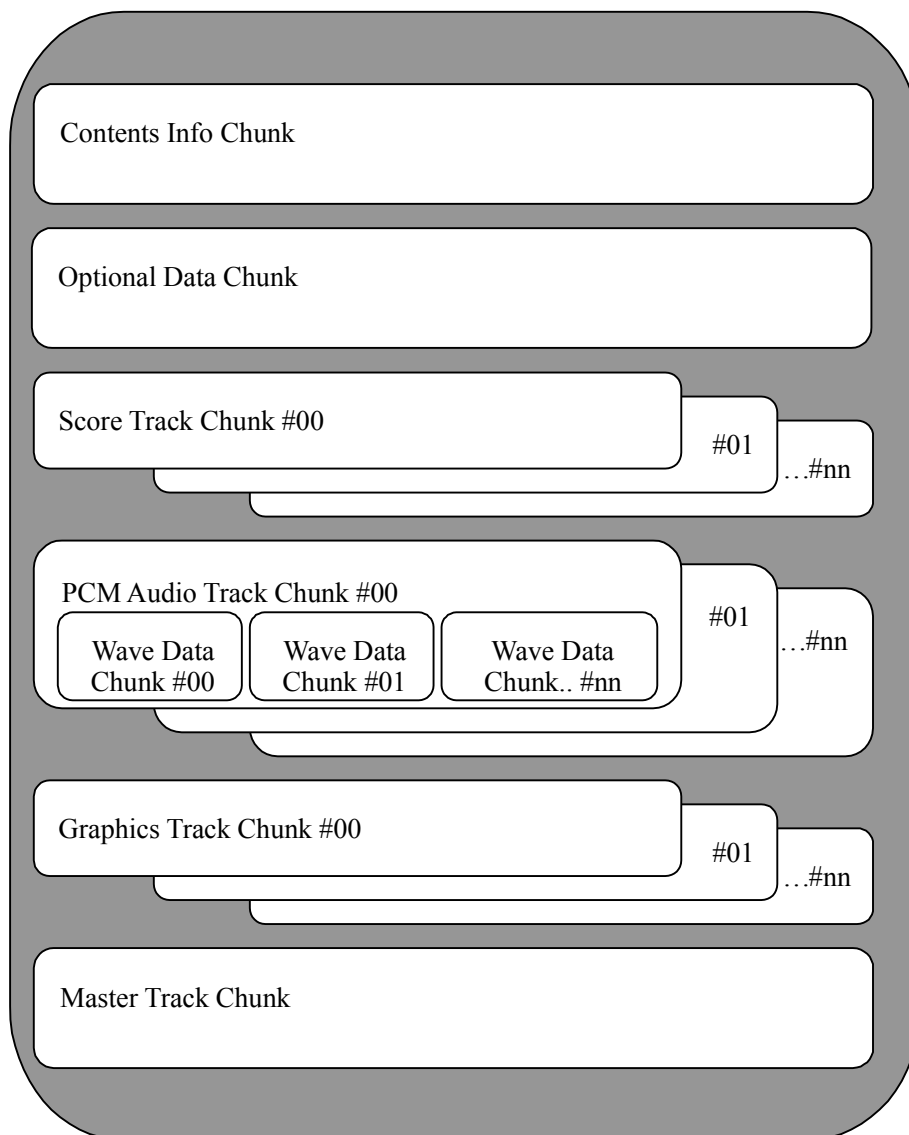 Contents Info Chunk
Optional Data Chunk
Score Track Chunk #00
#01
…#nn
PCM Audio Track Chunk #00
#01
…#nn
Wave Data
Chunk #00
Wave Data
Chunk #01
Wave Data
Chunk.. #nn
Graphics Track Chunk #00
#01
…#nn
Master Track Chunk